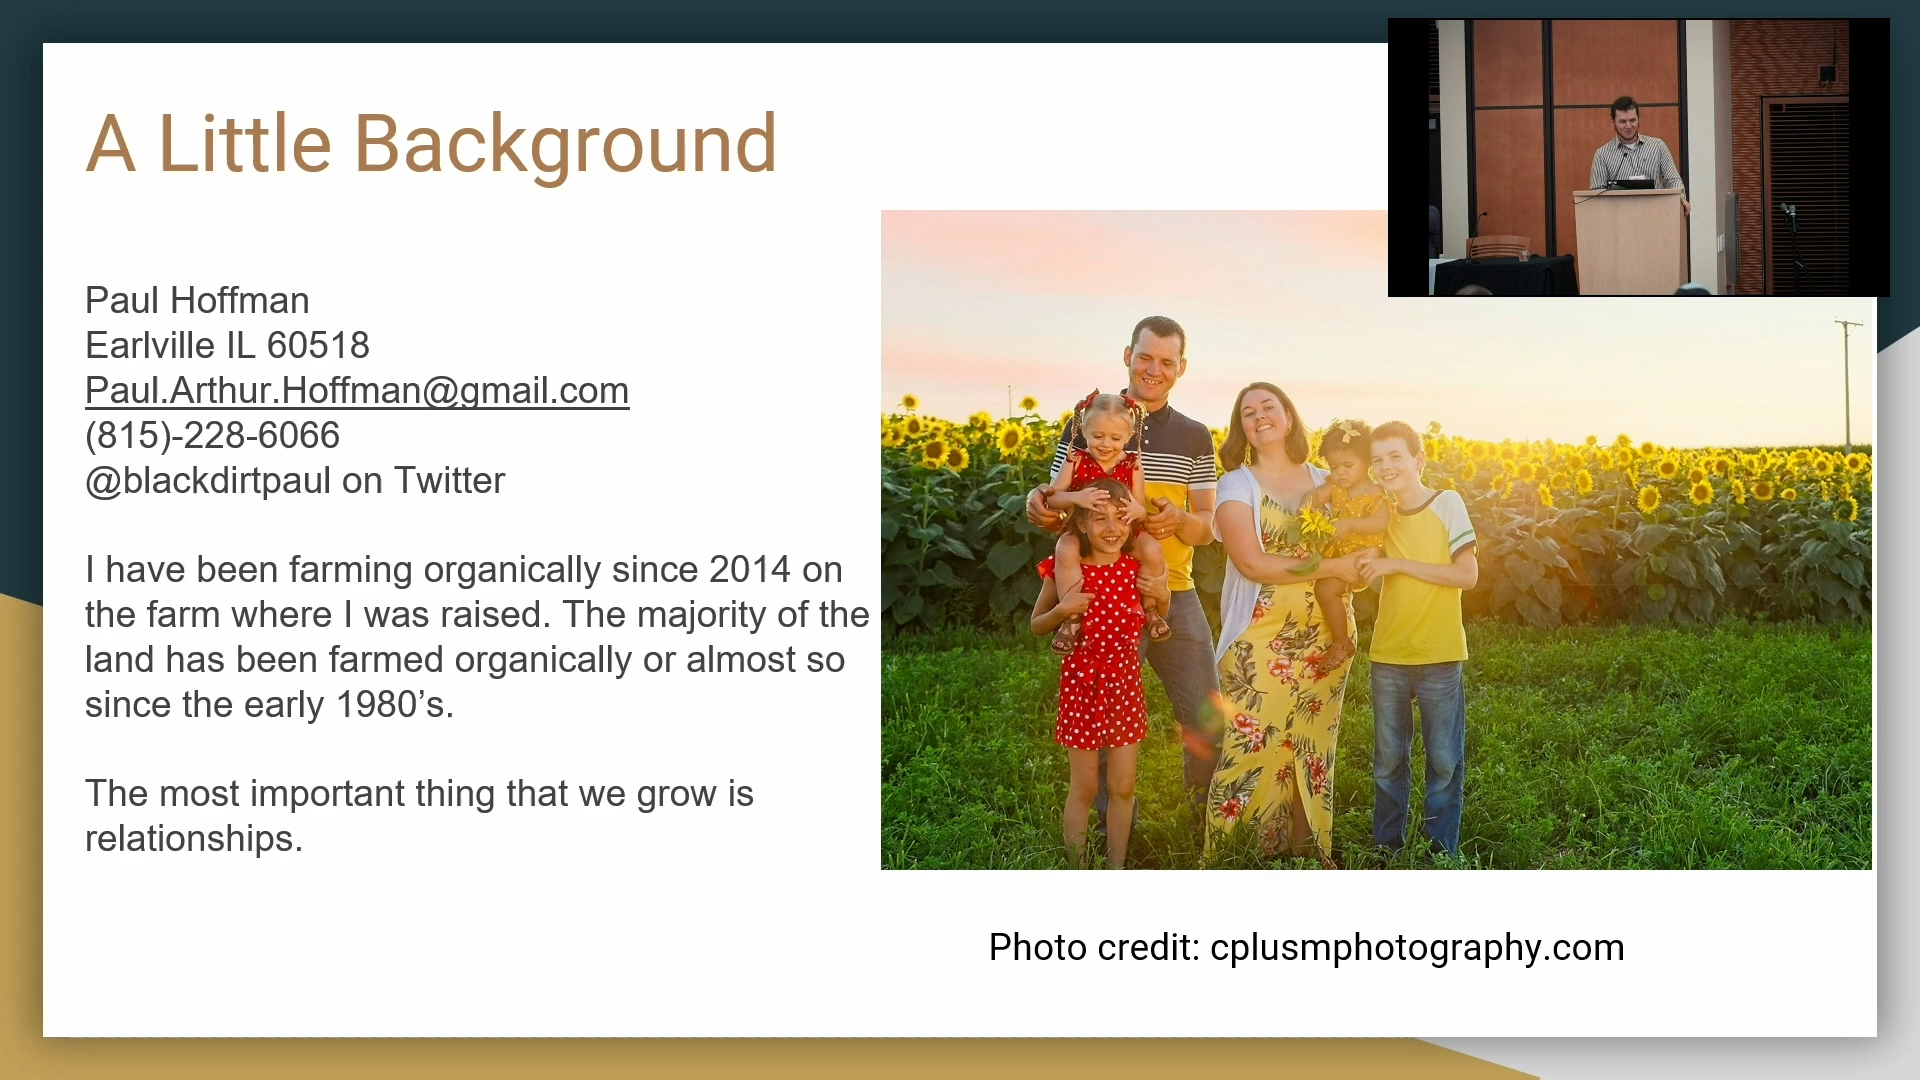 A Little Background
Paul Hoffman
Earlville IL 60518
Paul.Arthur.Hoffman@gmail.com
(815)-228-6066
@blackdirtpaul on Twitter
I have been farming organically since 2014 on
the farm where I was raised. The majority of the
land has been farmed organically or almost so
since the early 1980’s.
The most important thing that we grow is
relationships.
Photo credit: cplusmphotography.com